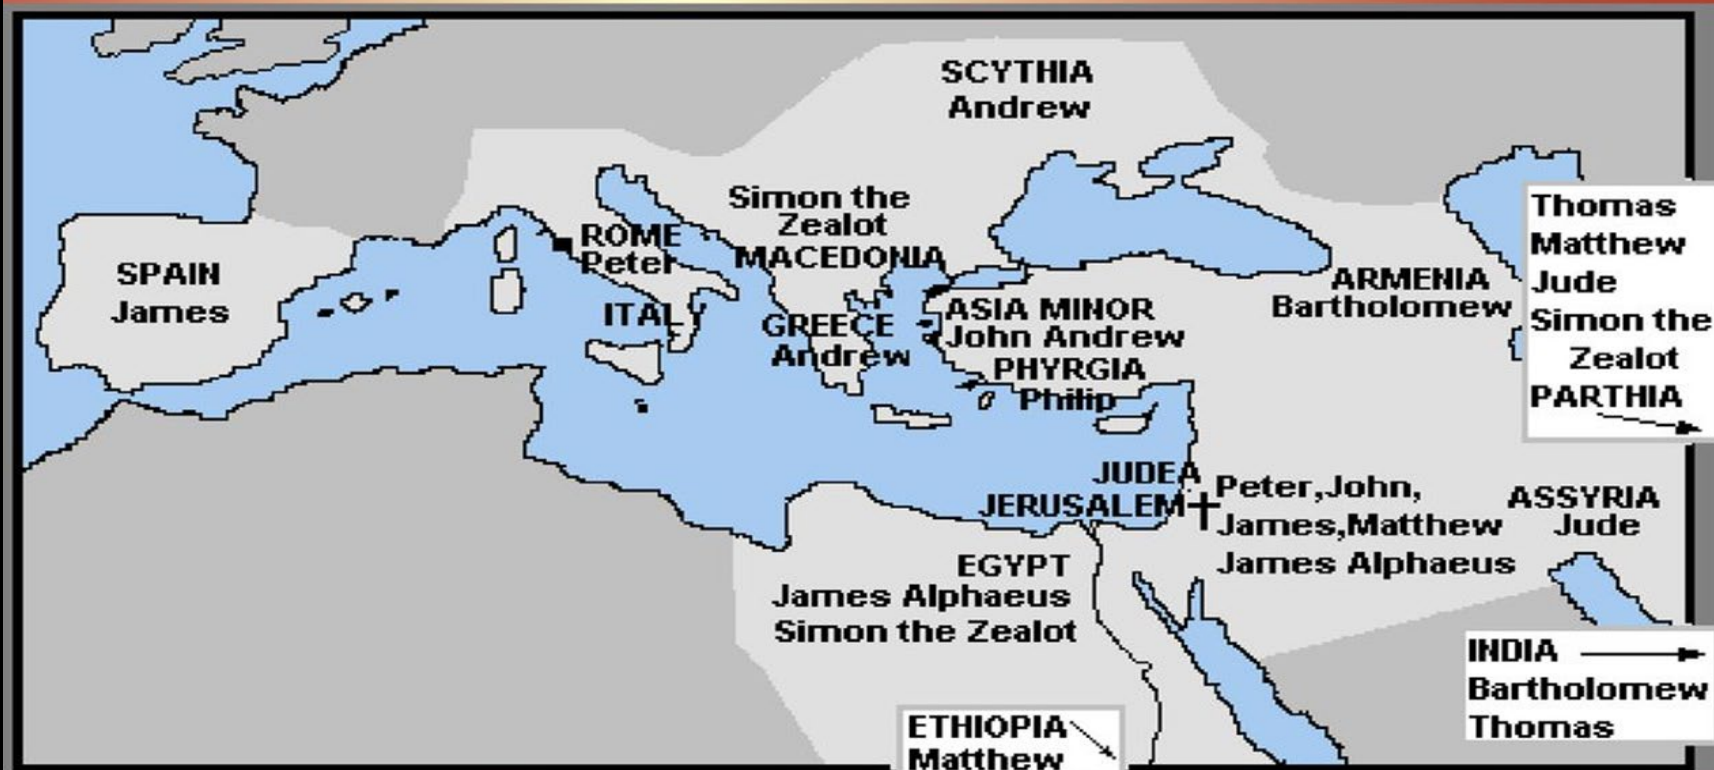 SCYTHIA
Andrew
Simon the
Zealot
MACEDONIA
ROME
Peter
ITALY
SPAIN
James
GREECE
Andrew
ASIA MINOR
John Andrew
PHYRGIA
Philip
ARMENIA
Bartholomew
Thomas
Matthew
Jude
Simon the
Zealot
PARTHIA
JUDEA
JERUSALEM
Peter,John,
James,Matthew
James Alphaeus
ASSYRIA
Jude
EGYPT
James Alphaeus
Simon the Zealot
ETHIOPIA
Matthew
INDIA
Bartholomew
Thomas